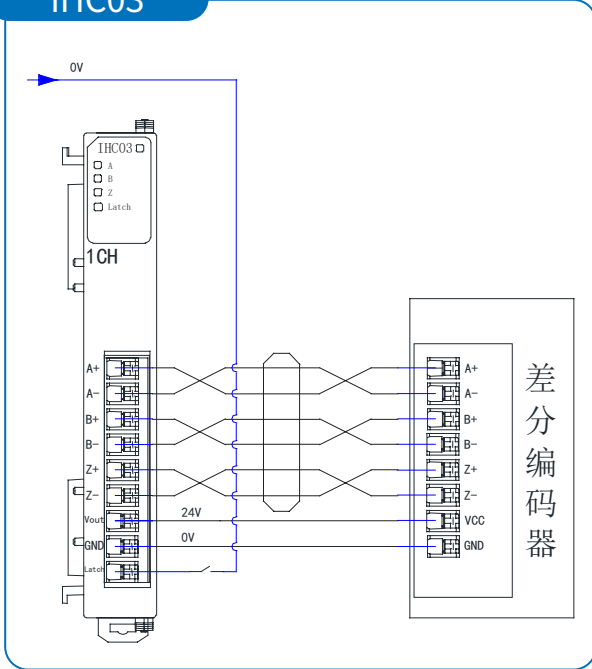 IHC03
0V
IHC03
A
B
Z
Latch
1CH
A+
A-
B+
B-
Z+
Z-
Vout
GND
Latch
24V
0V
A+
A-
B+
B-
Z+
Z-
VCC
GND
差分编码器